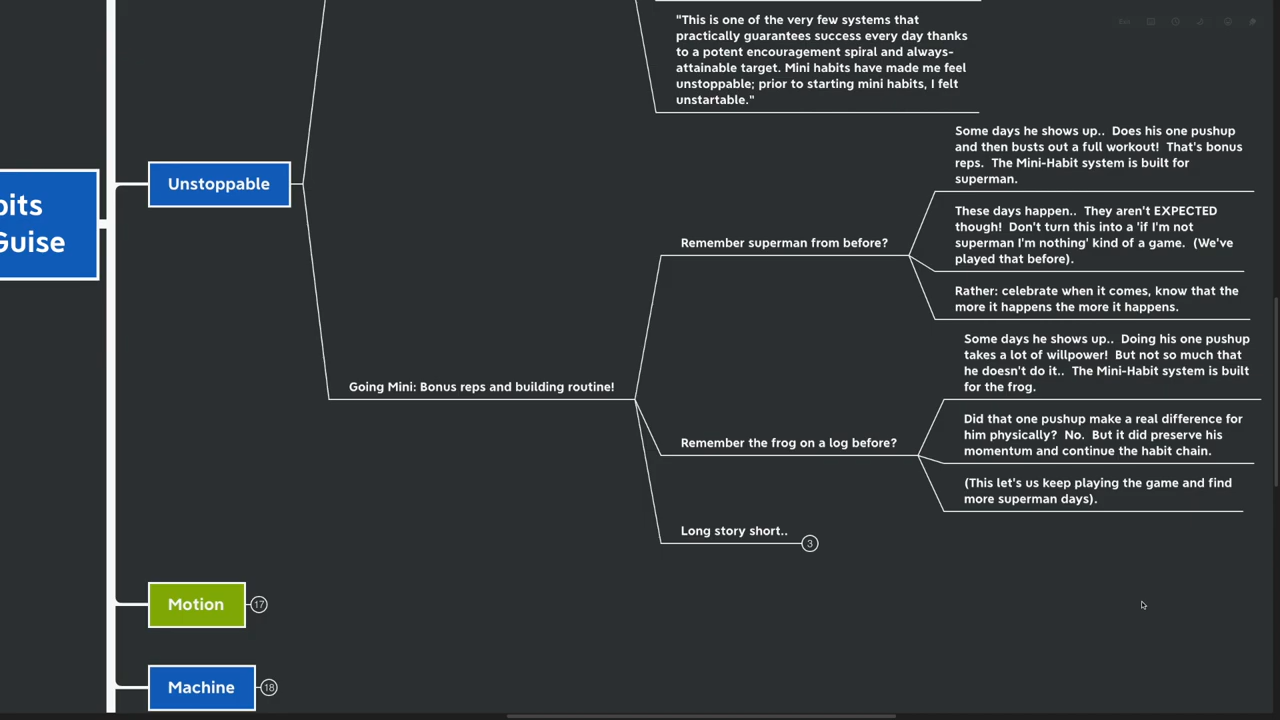 "This is one of the very few systems that
practically guarantees success every day thanks
to a potent encouragement spiral and always-
attainable target. Mini habits have made me feel
unstoppable; prior to starting mini habits, I felt
unstartable."
Unstoppable
bits
Guise
Some days he shows up..  Does his one pushup
and then busts out a full workout!  That's bonus
reps.  The Mini-Habit system is built for
superman.
Remember superman from before?
These days happen..  They aren't EXPECTED
though!  Don't turn this into a 'if I'm not
superman I'm nothing' kind of a game.  (We've
played that before).
Rather: celebrate when it comes, know that the
more it happens the more it happens.
Going Mini: Bonus reps and building routine!
Some days he shows up..  Doing his one pushup
takes a lot of willpower!  But not so much that
he doesn't do it..  The Mini-Habit system is built
for the frog.
Remember the frog on a log before?
Did that one pushup make a real difference for
him physically?  No.  But it did preserve his
momentum and continue the habit chain.
(This let's us keep playing the game and find
more superman days).
Long story short..
3
Motion
17
Machine
18